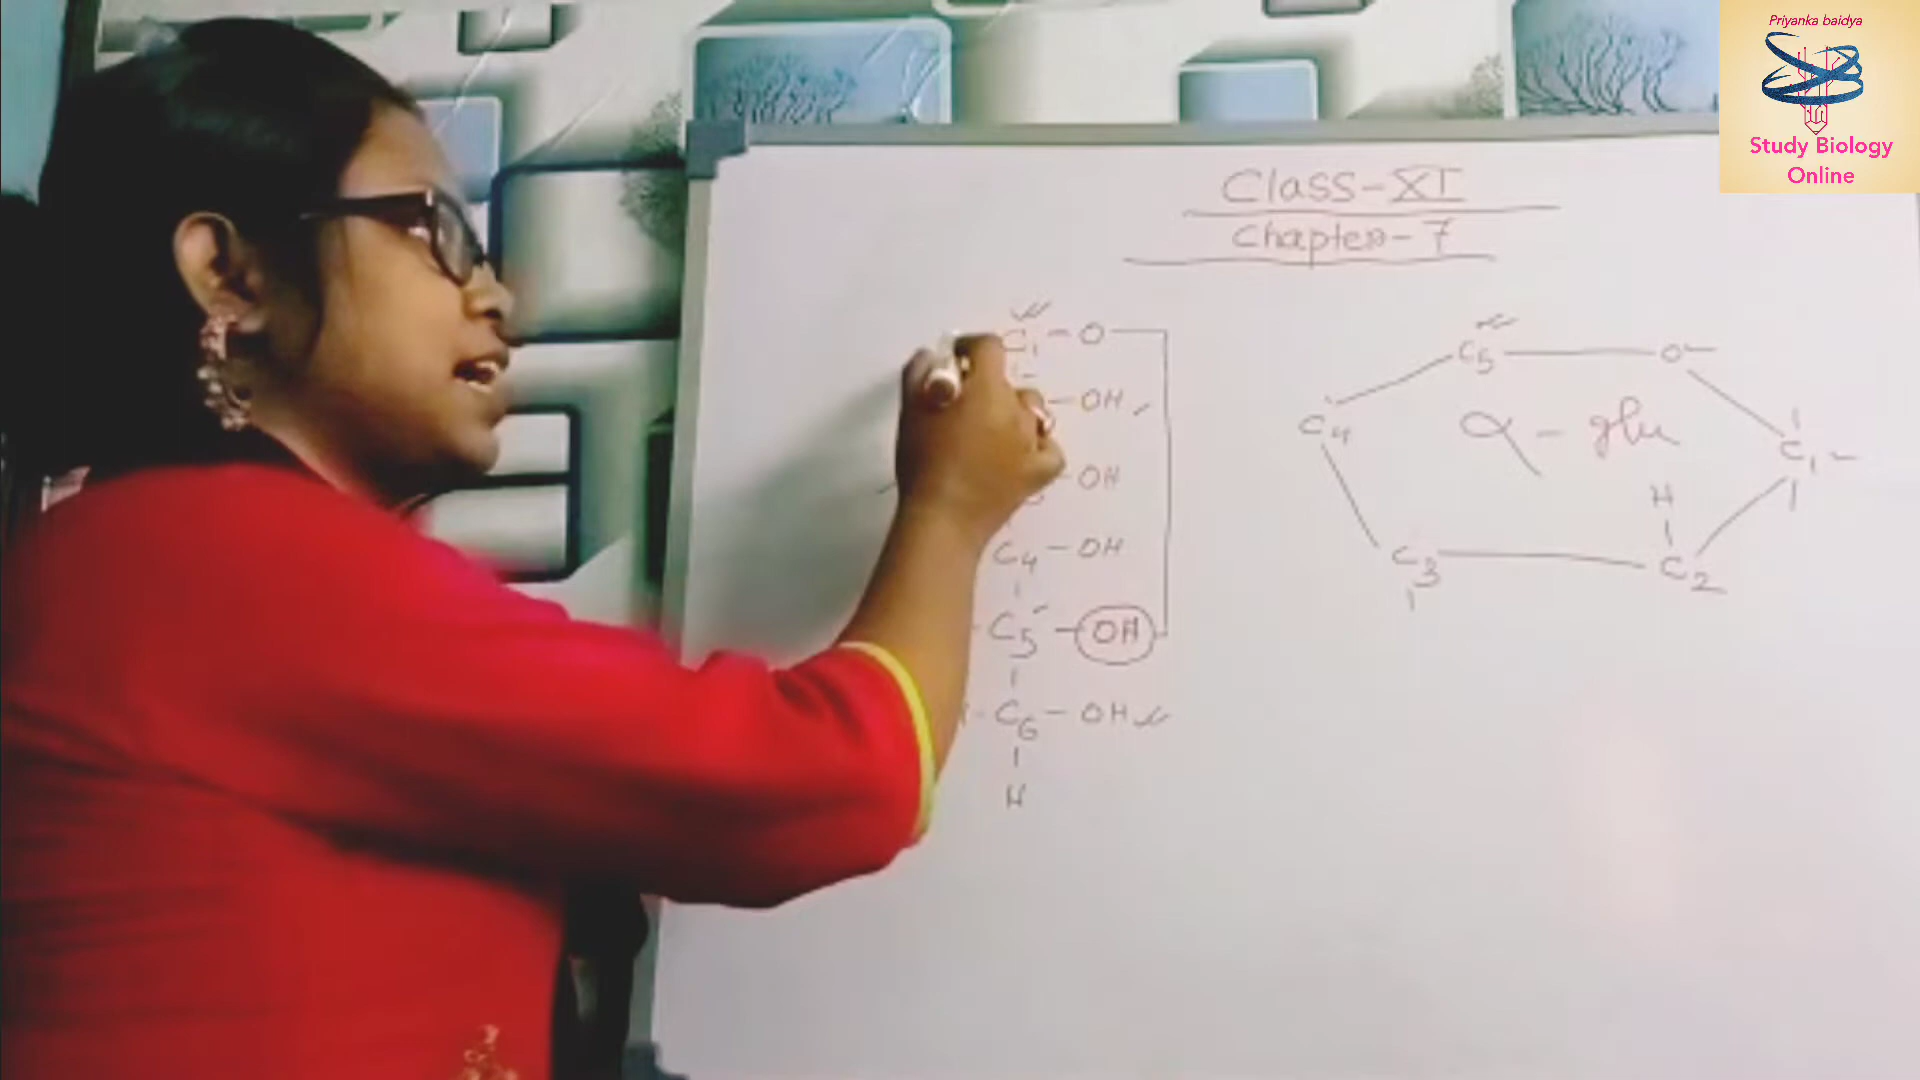 Priyanka baidya
Study Biology
Online
Class-XI
Chapter-7
C1-O
-OH
-OH
C4-OH
C5-OH
-C6-OH
H
C5 O
C4 α-glu C1-
H
C3 C2